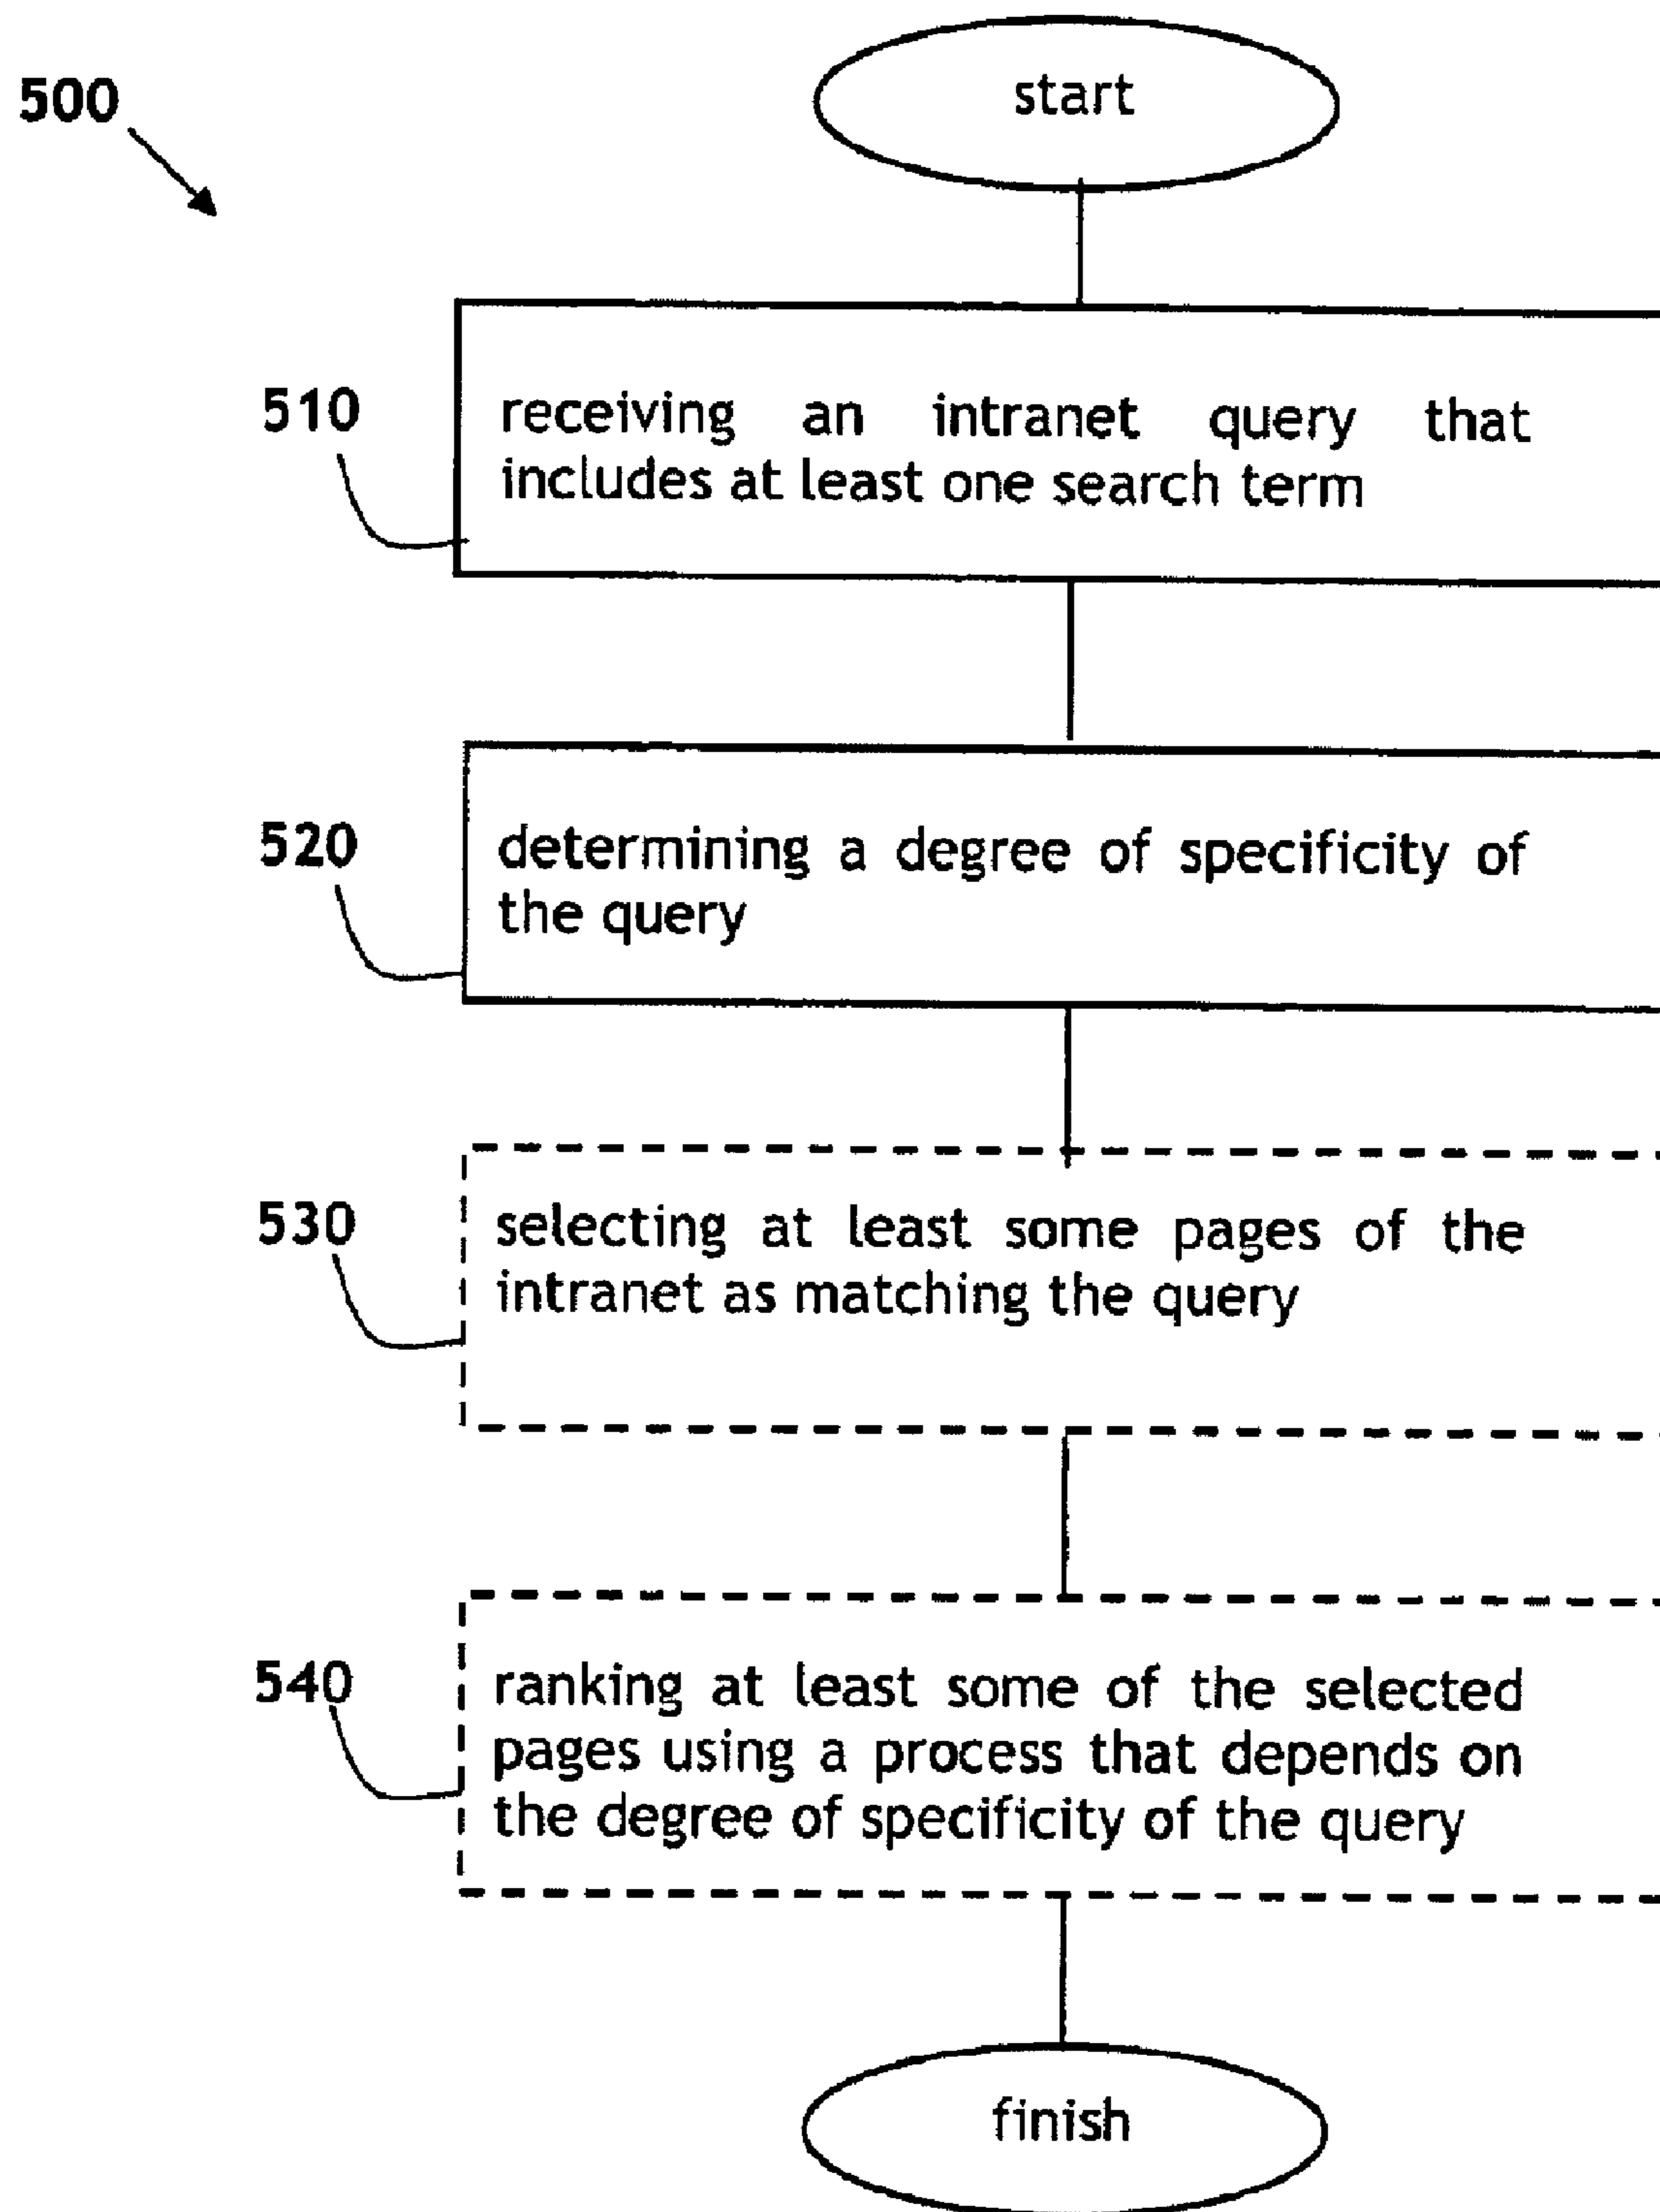 start
500
510
receiving an intranet query that
includes at least one search term
520
determining a degree of specificity of
the query
530
selecting at least some pages of the
intranet as matching the query
540
ranking at least some of the selected
pages using a process that depends on
the degree of specificity of the query
finish